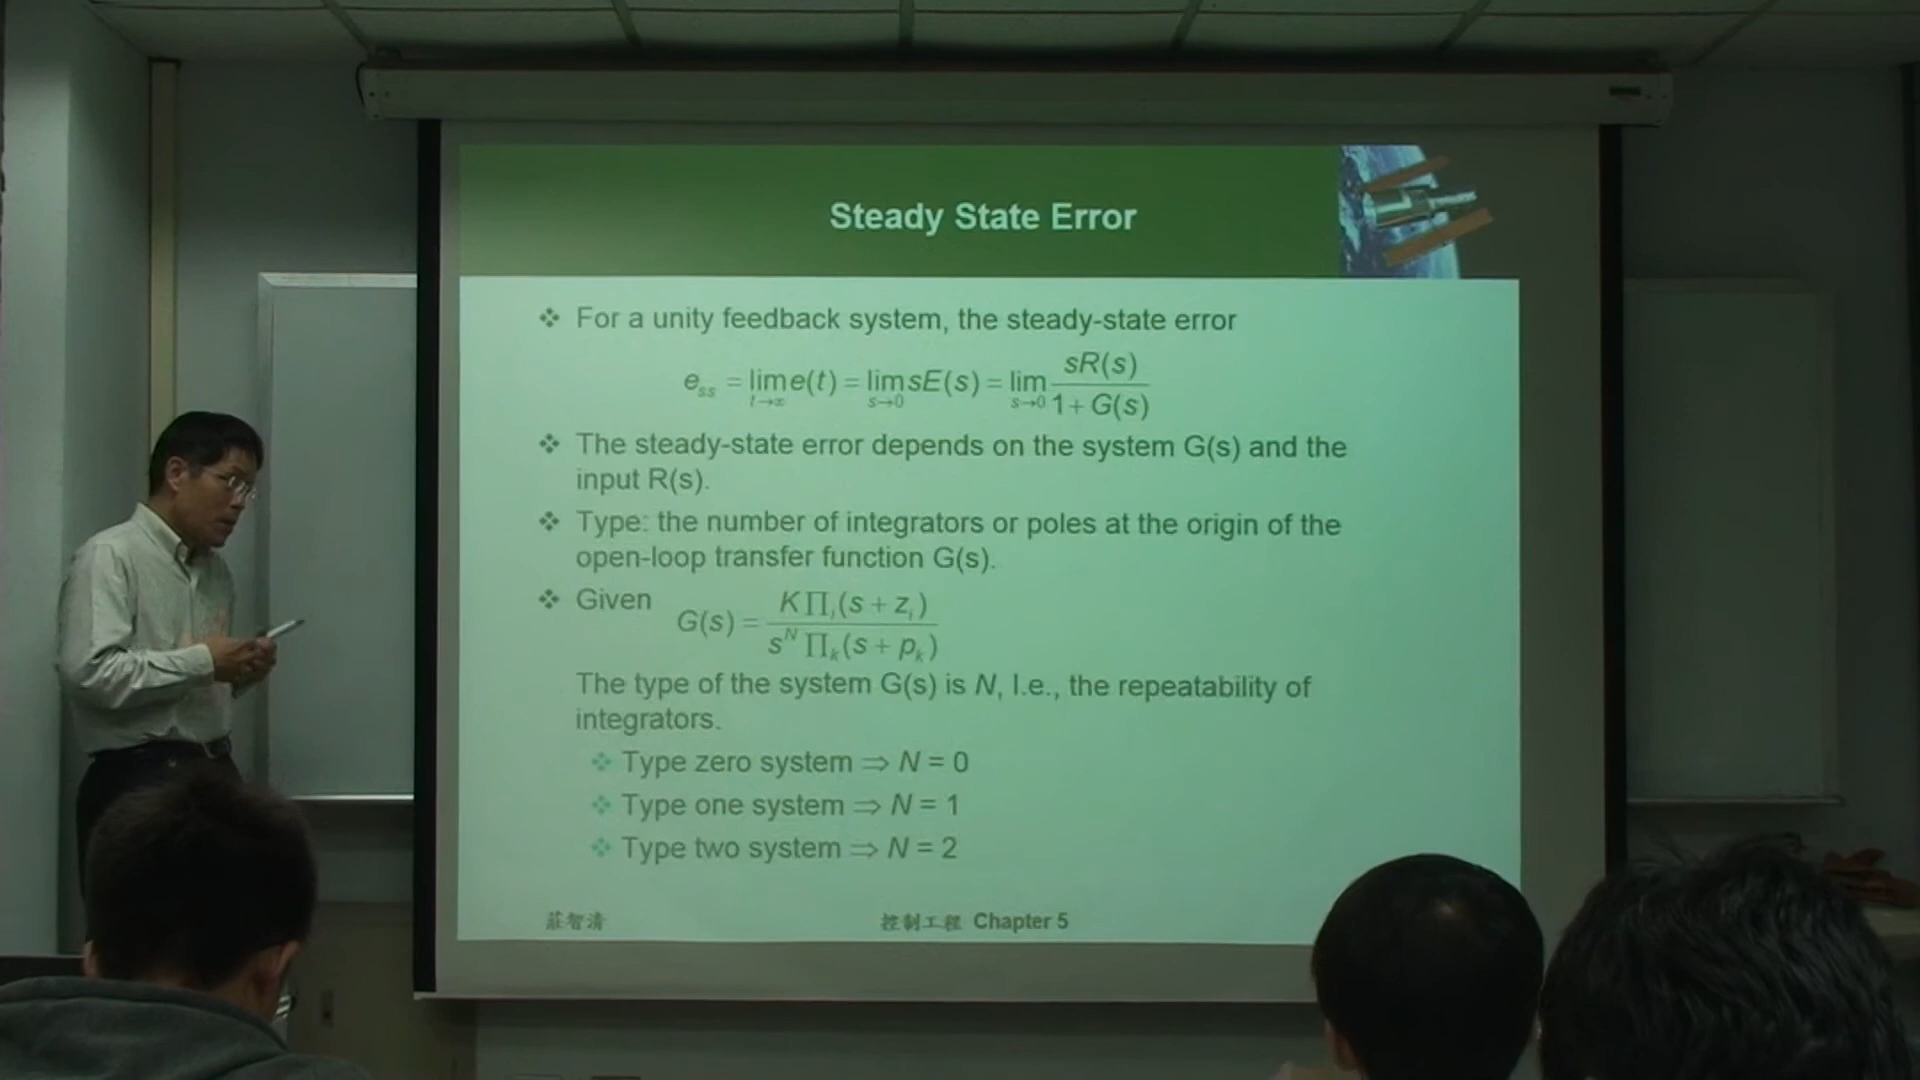 Steady State Error
❖ For a unity feedback system, the steady-state error
e_ss = lim_{t→∞} e(t) = lim_{s→0} sE(s) = lim_{s→0} sR(s) / (1 + G(s))
❖ The steady-state error depends on the system G(s) and the
input R(s).
❖ Type: the number of integrators or poles at the origin of the
open-loop transfer function G(s).
❖ Given G(s) = K∏_i(s + z_i) / (s^N ∏_k(s + p_k))
The type of the system G(s) is N, I.e., the repeatability of
integrators.
❖ Type zero system ⇒ N = 0
❖ Type one system ⇒ N = 1
❖ Type two system ⇒ N = 2
莊智清 控制工程 Chapter 5